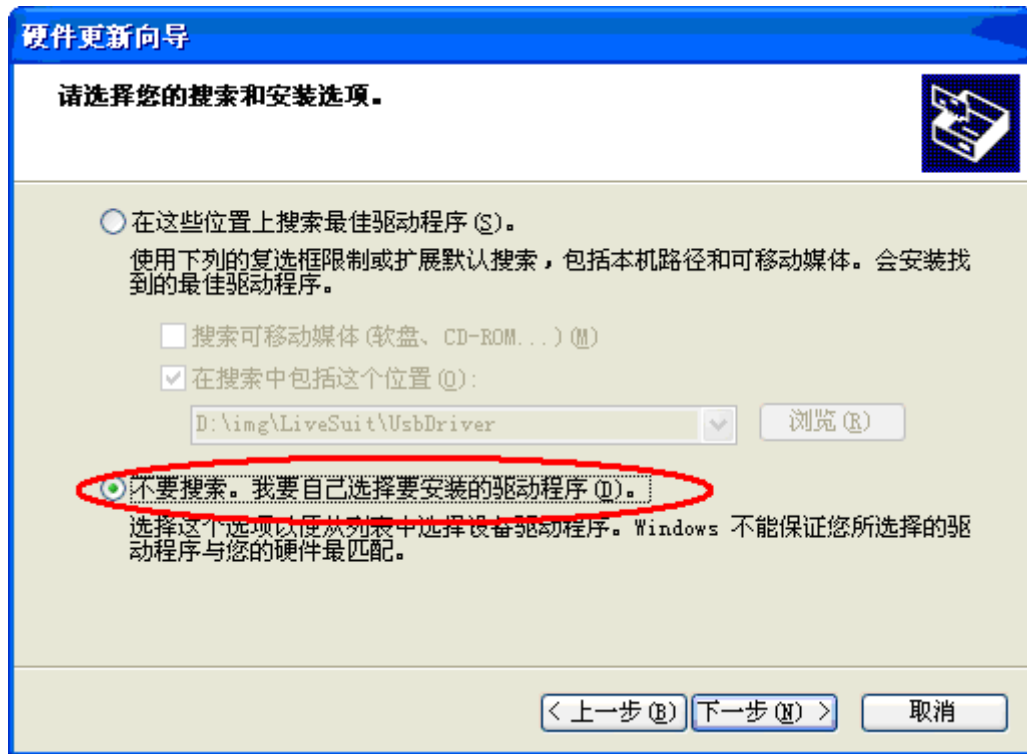 硬件更新向导
请选择您的搜索和安装选项。
在这些位置上搜索最佳驱动程序(S)。
使用下列的复选框限制或扩展默认搜索，包括本机路径和可移动媒体。会安装找
到的最佳驱动程序。
搜索可移动媒体(软盘、CD-ROM...)(M)
在搜索中包括这个位置(O):
D:\img\LiveSuit\UsbDriver
浏览(R)
不要搜索。我要自己选择要安装的驱动程序(D)。
选择这个选项以便从列表中选择设备驱动程序。Windows 不能保证您所选择的驱
动程序与您的硬件最匹配。
< 上一步(B) 下一步(N) > 取消